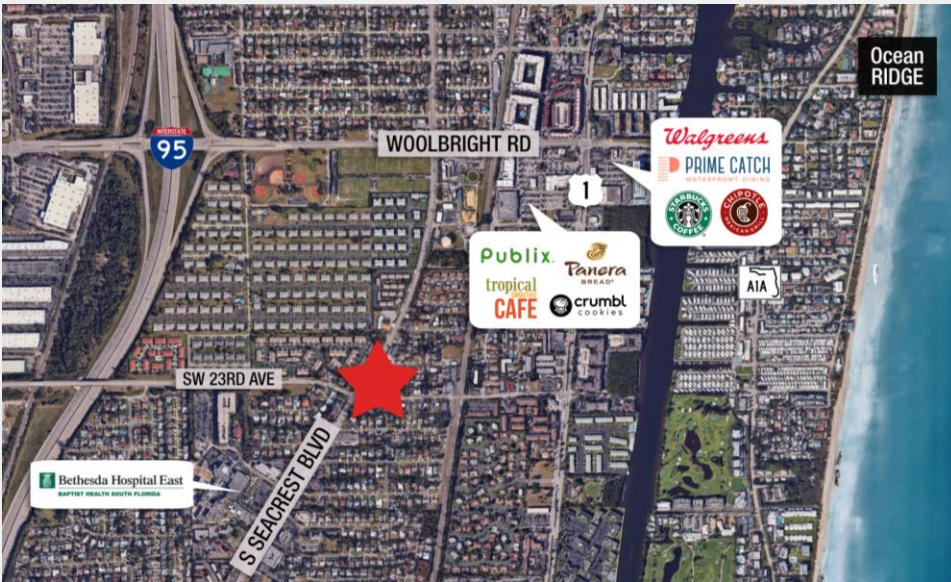 Ocean
RIDGE
INTERSTATE
95
WOOLBRIGHT RD
Walgreens
PRIME CATCH
WATERFRONT DINING
STARBUCKS
COFFEE
CHIPOTLE
MEXICAN GRILL
1
Publix.
Panera
BREAD®
tropical
SMOOTHIE
CAFE
crumbl
cookies
A1A
SW 23RD AVE
S SEACREST BLVD
Bethesda Hospital East
BAPTIST HEALTH SOUTH FLORIDA